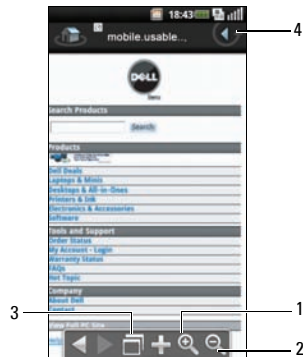 18:43
mobile.usable...
4
DELL
Search Products
Search
Products
Dell Deals
Laptops & Minis
Desktops & All-in-Ones
Printers & Ink
Electronics & Accessories
Software
Tools and Support
Order Status
My Account - Login
Warranty Status
FAQs
Hot Topic
Company
About Dell
Contact
View Full PC Site
3
1
2